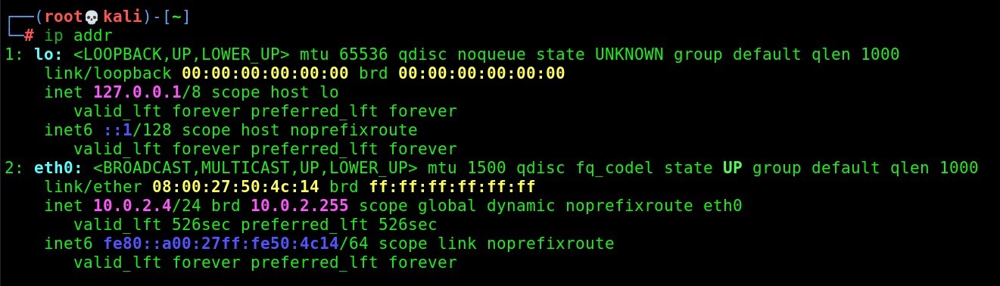 ┌──(root💀kali)-[~]
└─# ip addr
1: lo: <LOOPBACK,UP,LOWER_UP> mtu 65536 qdisc noqueue state UNKNOWN group default qlen 1000
    link/loopback 00:00:00:00:00:00 brd 00:00:00:00:00:00
    inet 127.0.0.1/8 scope host lo
       valid_lft forever preferred_lft forever
    inet6 ::1/128 scope host noprefixroute
       valid_lft forever preferred_lft forever
2: eth0: <BROADCAST,MULTICAST,UP,LOWER_UP> mtu 1500 qdisc fq_codel state UP group default qlen 1000
    link/ether 08:00:27:50:4c:14 brd ff:ff:ff:ff:ff:ff
    inet 10.0.2.4/24 brd 10.0.2.255 scope global dynamic noprefixroute eth0
       valid_lft 526sec preferred_lft 526sec
    inet6 fe80::a00:27ff:fe50:4c14/64 scope link noprefixroute
       valid_lft forever preferred_lft forever